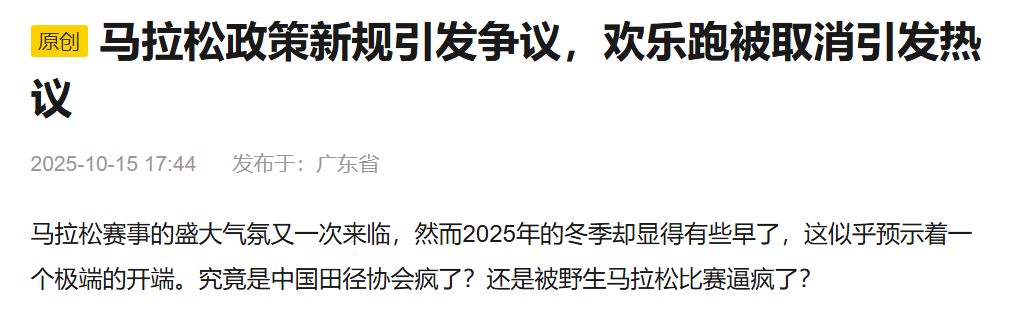 原创 马拉松政策新规引发争议，欢乐跑被取消引发热
议
2025-10-15 17:44 发布于：广东省
马拉松赛事的盛大气氛又一次来临，然而2025年的冬季却显得有些早了，这似乎预示着一
个极端的开端。究竟是中国田径协会疯了？还是被野生马拉松比赛逼疯了？